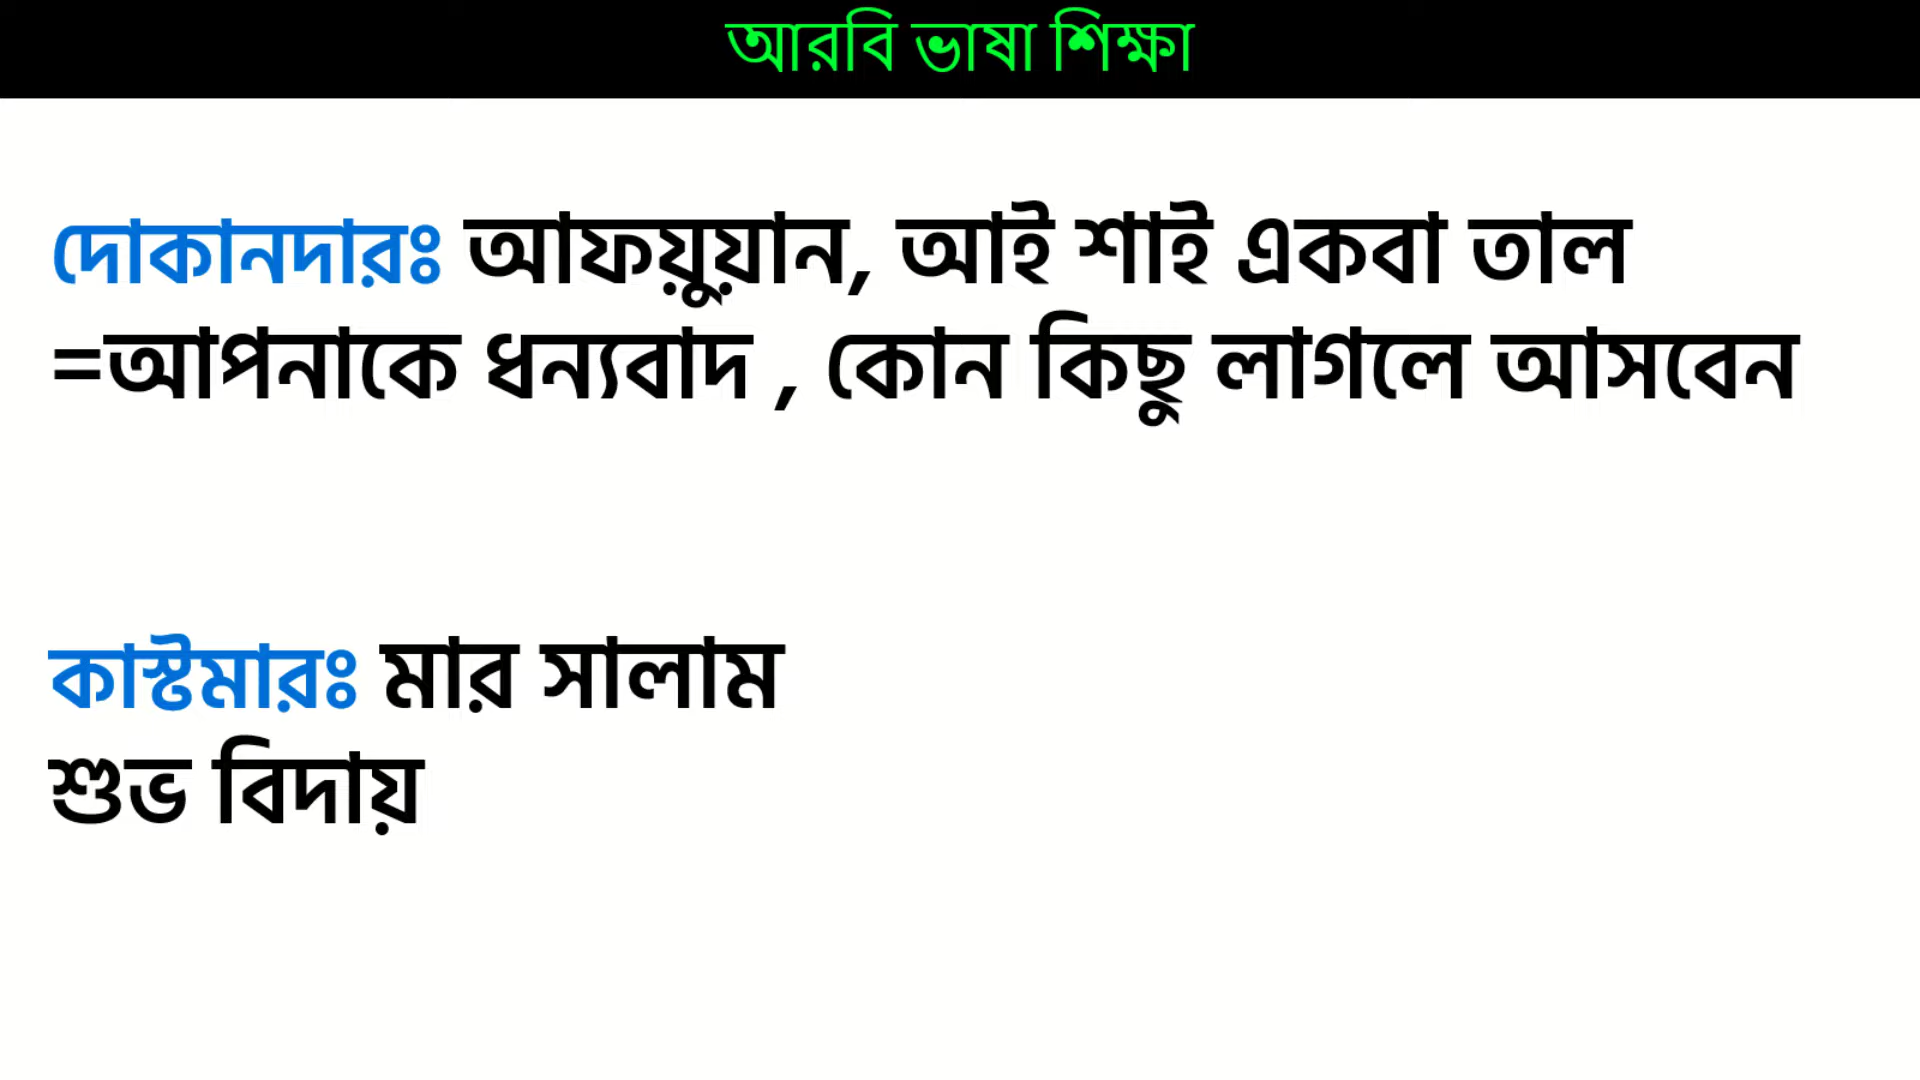 আরবি ভাষা শিক্ষা
দোকানদারঃ আফয়ুয়ান, আই শাই একবা তাল
=আপনাকে ধন্যবাদ , কোন কিছু লাগলে আসবেন
কাস্টমারঃ মার সালাম
শুভ বিদায়